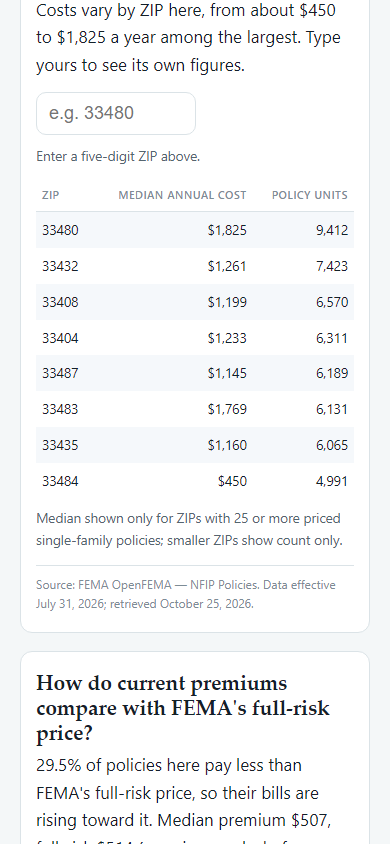 Costs vary by ZIP here, from about $450
to $1,825 a year among the largest. Type
yours to see its own figures.
e.g. 33480
Enter a five-digit ZIP above.
ZIP MEDIAN ANNUAL COST POLICY UNITS
33480 $1,825 9,412
33432 $1,261 7,423
33408 $1,199 6,570
33404 $1,233 6,311
33487 $1,145 6,189
33483 $1,769 6,131
33435 $1,160 6,065
33484 $450 4,991
Median shown only for ZIPs with 25 or more priced
single-family policies; smaller ZIPs show count only.
Source: FEMA OpenFEMA — NFIP Policies. Data effective
July 31, 2026; retrieved October 25, 2026.
How do current premiums
compare with FEMA's full-risk
price?
29.5% of policies here pay less than
FEMA's full-risk price, so their bills are
rising toward it. Median premium $507,